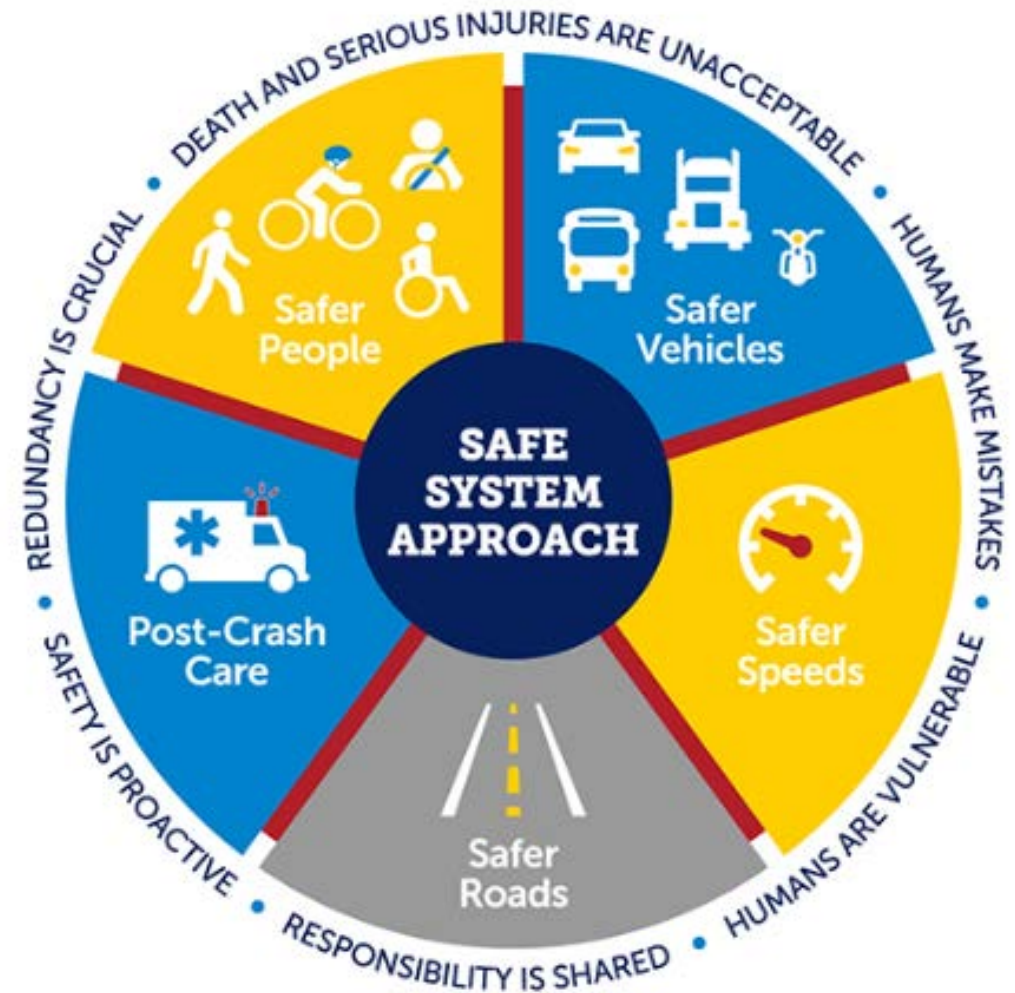 DEATH AND SERIOUS INJURIES ARE UNACCEPTABLE
HUMANS MAKE MISTAKES
HUMANS ARE VULNERABLE
RESPONSIBILITY IS SHARED
SAFETY IS PROACTIVE
REDUNDANCY IS CRUCIAL
Safer
People
Safer
Vehicles
SAFE
SYSTEM
APPROACH
Safer
Speeds
Safer
Roads
Post-Crash
Care